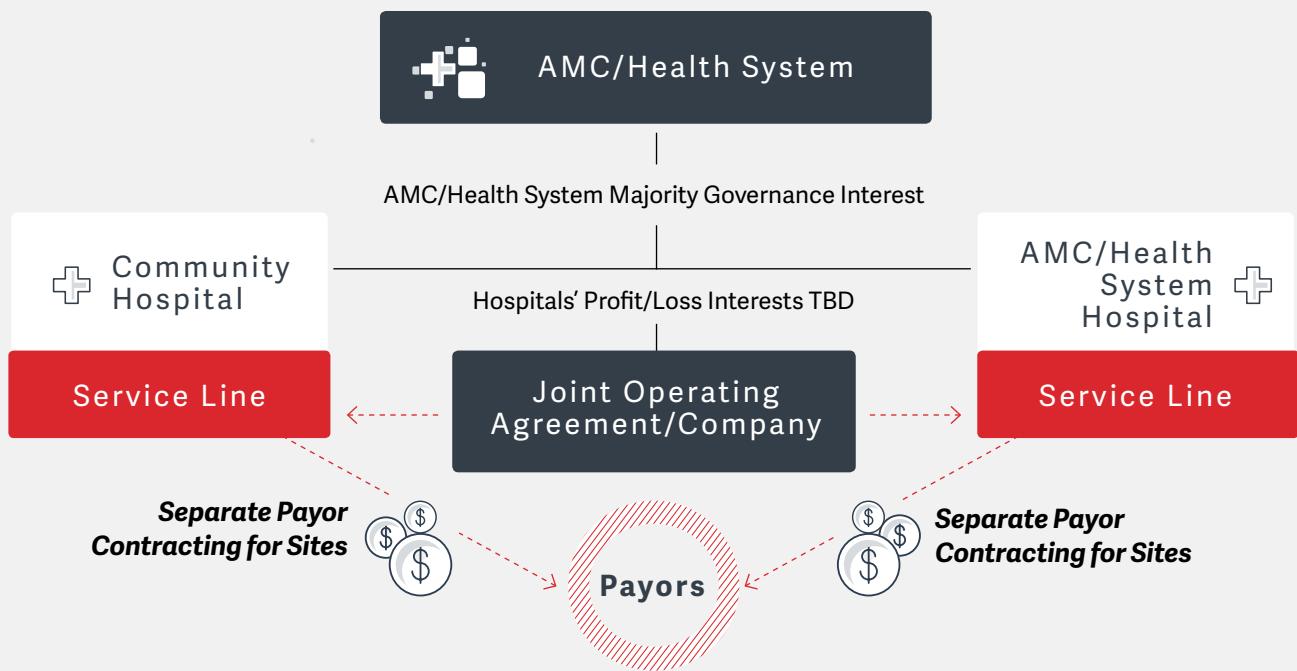 AMC/Health System
AMC/Health System Majority Governance Interest
Community
Hospital
AMC/Health
System
Hospital
Hospitals’ Profit/Loss Interests TBD
Service Line
Joint Operating
Agreement/Company
Service Line
Separate Payor
Contracting for Sites
$
$
$
Payors
$
$
$
Separate Payor
Contracting for Sites